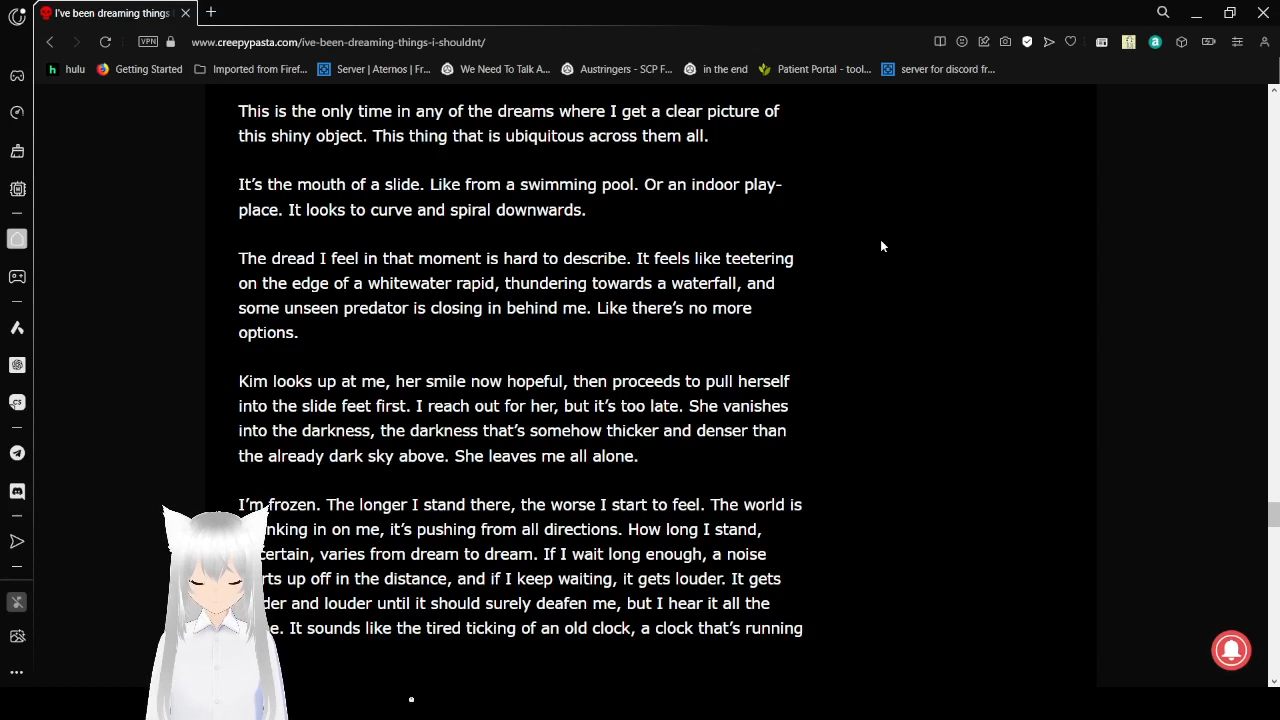 I've been dreaming things
VPN
www.creepypasta.com/ive-been-dreaming-things-i-shouldnt/
hulu
Getting Started
Imported from Firef...
Server | Aternos | Fr...
We Need To Talk A...
Austringers - SCP F...
in the end
Patient Portal - tool...
server for discord fr...
This is the only time in any of the dreams where I get a clear picture of
this shiny object. This thing that is ubiquitous across them all.
It's the mouth of a slide. Like from a swimming pool. Or an indoor play-
place. It looks to curve and spiral downwards.
The dread I feel in that moment is hard to describe. It feels like teetering
on the edge of a whitewater rapid, thundering towards a waterfall, and
some unseen predator is closing in behind me. Like there's no more
options.
Kim looks up at me, her smile now hopeful, then proceeds to pull herself
into the slide feet first. I reach out for her, but it's too late. She vanishes
into the darkness, the darkness that's somehow thicker and denser than
the already dark sky above. She leaves me all alone.
I'm frozen. The longer I stand there, the worse I start to feel. The world is
nking in on me, it's pushing from all directions. How long I stand,
certain, varies from dream to dream. If I wait long enough, a noise
rts up off in the distance, and if I keep waiting, it gets louder. It gets
der and louder until it should surely deafen me, but I hear it all the
e. It sounds like the tired ticking of an old clock, a clock that's running